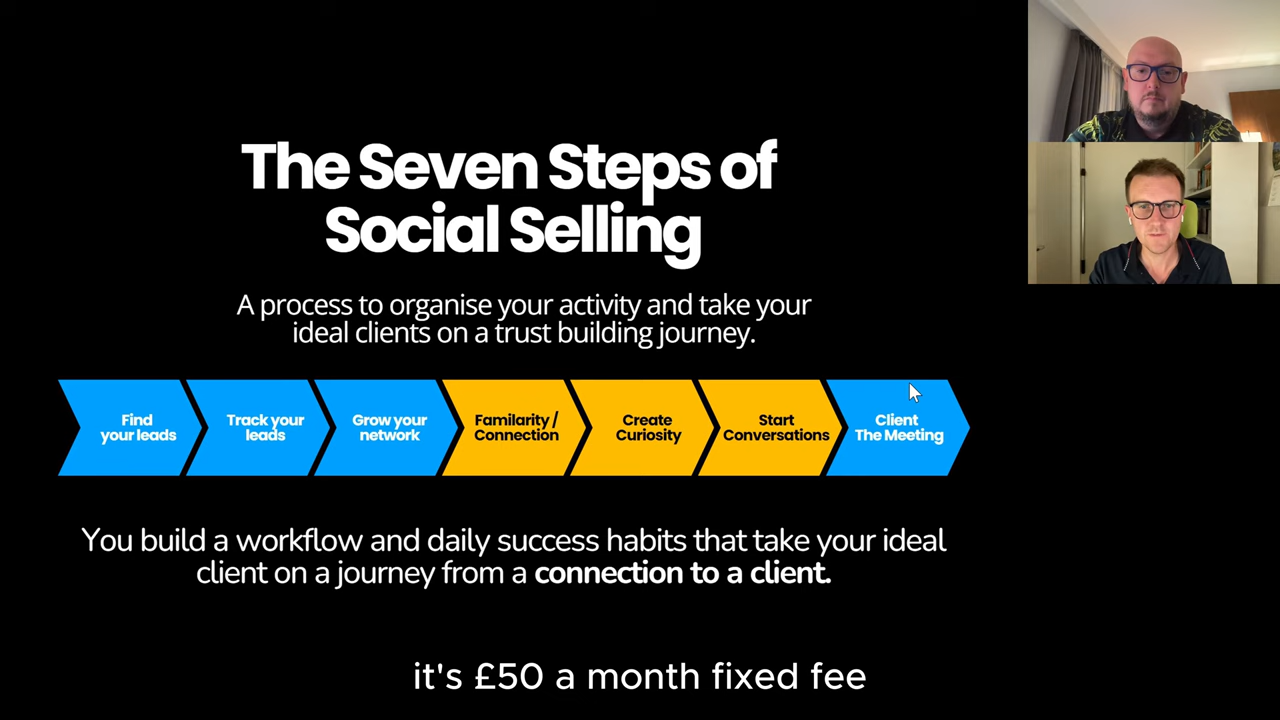 The Seven Steps of
Social Selling
A process to organise your activity and take your
ideal clients on a trust building journey.
Find
your leads
Track your
leads
Grow your
network
Familarity /
Connection
Create
Curiosity
Start
Conversations
Client
The Meeting
You build a workflow and daily success habits that take your ideal
client on a journey from a connection to a client.
it's £50 a month fixed fee